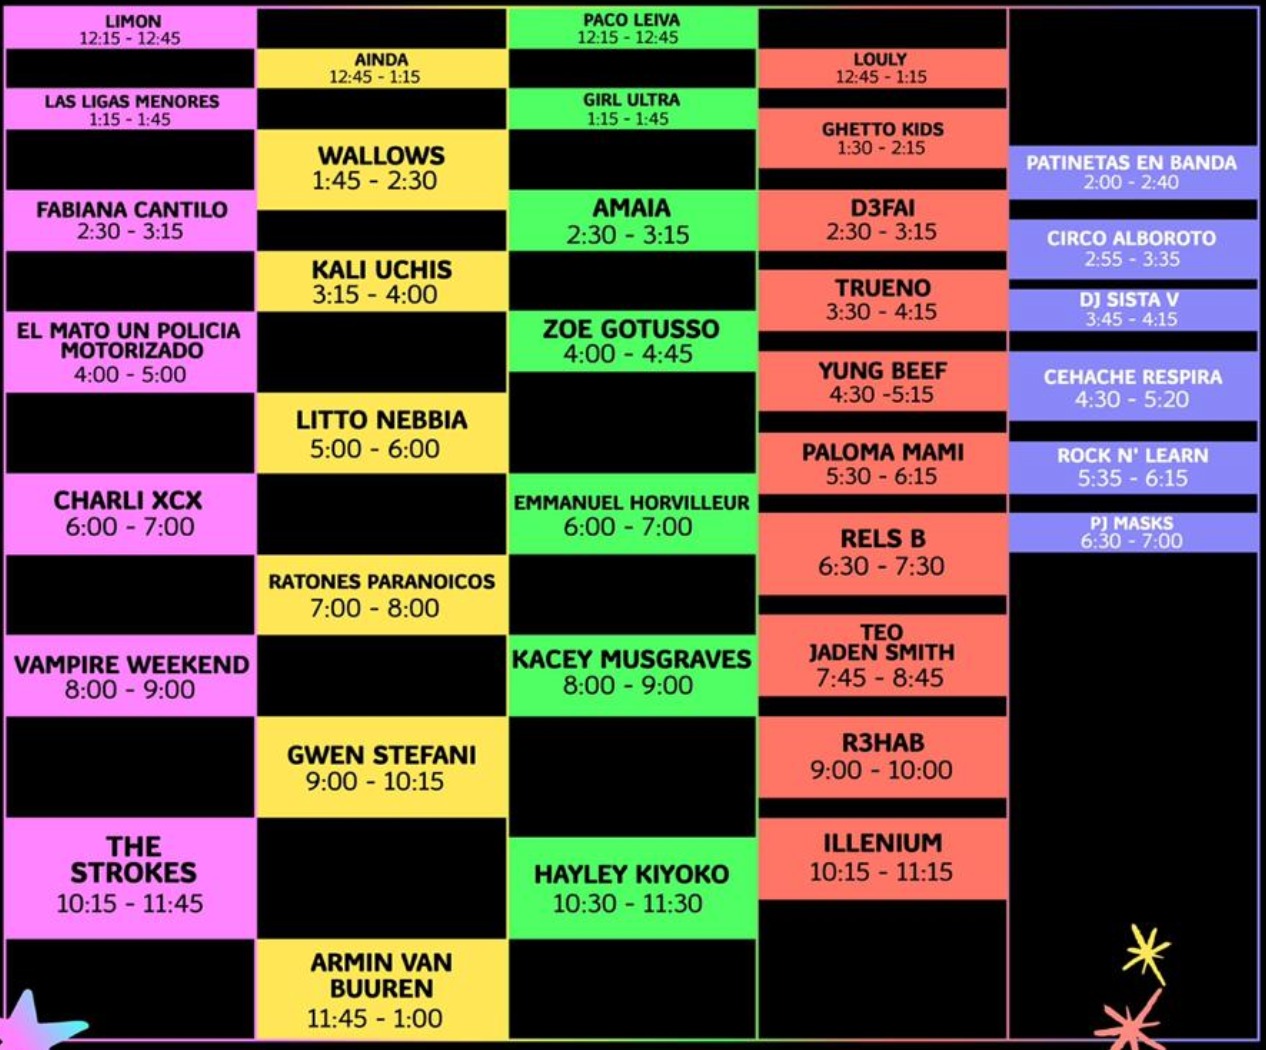 LIMON
12:15 - 12:45
LAS LIGAS MENORES
1:15 - 1:45
FABIANA CANTILO
2:30 - 3:15
EL MATO UN POLICIA
MOTORIZADO
4:00 - 5:00
CHARLI XCX
6:00 - 7:00
VAMPIRE WEEKEND
8:00 - 9:00
THE
STROKES
10:15 - 11:45
AINDA
12:45 - 1:15
WALLOWS
1:45 - 2:30
KALI UCHIS
3:15 - 4:00
LITTO NEBBIA
5:00 - 6:00
RATONES PARANOICOS
7:00 - 8:00
GWEN STEFANI
9:00 - 10:15
ARMIN VAN
BUUREN
11:45 - 1:00
PACO LEIVA
12:15 - 12:45
GIRL ULTRA
1:15 - 1:45
AMAIA
2:30 - 3:15
ZOE GOTUSSO
4:00 - 4:45
EMMANUEL HORVILLEUR
6:00 - 7:00
KACEY MUSGRAVES
8:00 - 9:00
HAYLEY KIYOKO
10:30 - 11:30
LOULY
12:45 - 1:15
GHETTO KIDS
1:30 - 2:15
D3FAI
2:30 - 3:15
TRUENO
3:30 - 4:15
YUNG BEEF
4:30 -5:15
PALOMA MAMI
5:30 - 6:15
RELS B
6:30 - 7:30
TEO
JADEN SMITH
7:45 - 8:45
R3HAB
9:00 - 10:00
ILLENIUM
10:15 - 11:15
PATINETAS EN BANDA
2:00 - 2:40
CIRCO ALBOROTO
2:55 - 3:35
DJ SISTA V
3:45 - 4:15
CEHACHE RESPIRA
4:30 - 5:20
ROCK N' LEARN
5:35 - 6:15
PJ MASKS
6:30 - 7:00